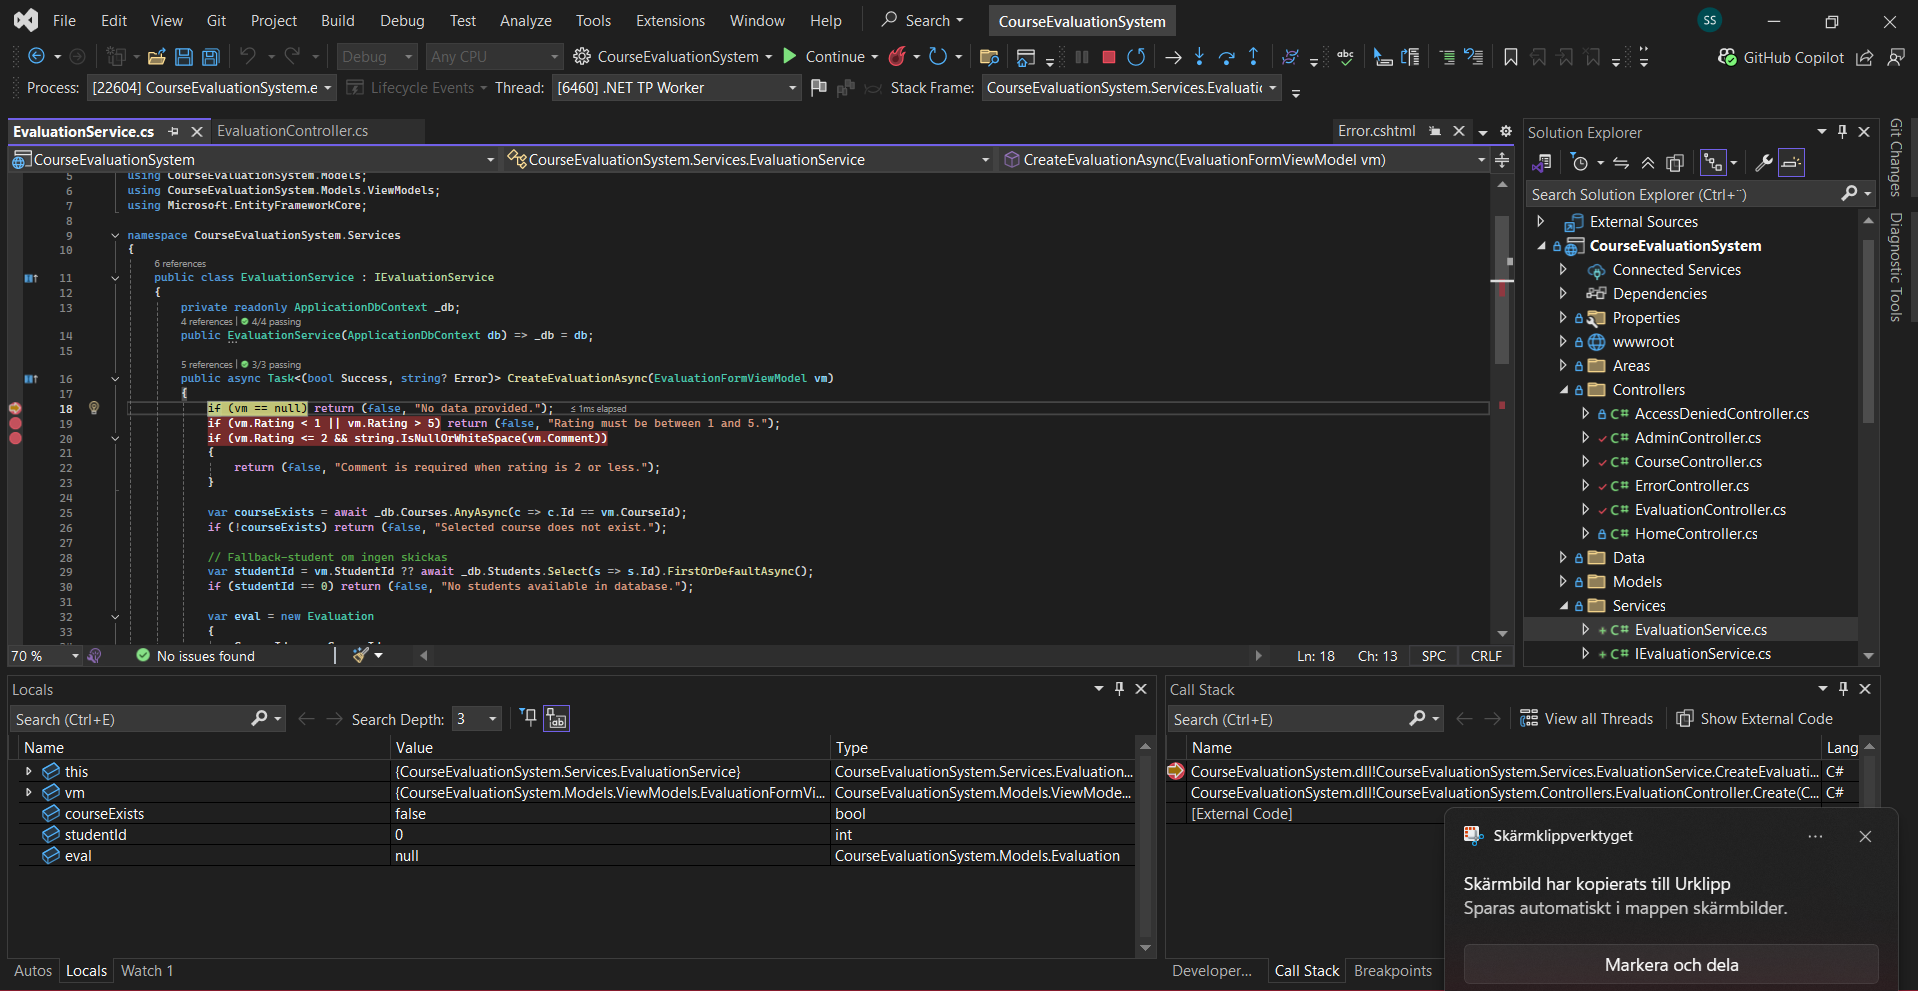 File Edit View Git Project Build Debug Test Analyze Tools Extensions Window Help Search CourseEvaluationSystem SS
Debug Any CPU CourseEvaluationSystem Continue GitHub Copilot
Process: [22604] CourseEvaluationSystem.e Lifecycle Events Thread: [6460] .NET TP Worker Stack Frame: CourseEvaluationSystem.Services.Evaluatic
EvaluationService.cs EvaluationController.cs Error.cshtml
CourseEvaluationSystem CourseEvaluationSystem.Services.EvaluationService CreateEvaluationAsync(EvaluationFormViewModel vm)
5 using CourseEvaluationSystem.Models;
6 using CourseEvaluationSystem.Models.ViewModels;
7 using Microsoft.EntityFrameworkCore;
8
9 namespace CourseEvaluationSystem.Services
10 {
6 references
11 public class EvaluationService : IEvaluationService
12 {
13 private readonly ApplicationDbContext _db;
4 references | 4/4 passing
14 public EvaluationService(ApplicationDbContext db) => _db = db;
15
5 references | 3/3 passing
16 public async Task<(bool Success, string? Error)> CreateEvaluationAsync(EvaluationFormViewModel vm)
17 {
18 if (vm == null) return (false, "No data provided."); ≤ 1ms elapsed
19 if (vm.Rating < 1 || vm.Rating > 5) return (false, "Rating must be between 1 and 5.");
20 if (vm.Rating <= 2 && string.IsNullOrWhiteSpace(vm.Comment))
21 {
22 return (false, "Comment is required when rating is 2 or less.");
23 }
24
25 var courseExists = await _db.Courses.AnyAsync(c => c.Id == vm.CourseId);
26 if (!courseExists) return (false, "Selected course does not exist.");
27
28 // Fallback-student om ingen skickas
29 var studentId = vm.StudentId ?? await _db.Students.Select(s => s.Id).FirstOrDefaultAsync();
30 if (studentId == 0) return (false, "No students available in database.");
31
32 var eval = new Evaluation
33 {
70 % No issues found Ln: 18 Ch: 13 SPC CRLF
Solution Explorer
Search Solution Explorer (Ctrl+¨)
External Sources
CourseEvaluationSystem
Connected Services
Dependencies
Properties
wwwroot
Areas
Controllers
C# AccessDeniedController.cs
C# AdminController.cs
C# CourseController.cs
C# ErrorController.cs
C# EvaluationController.cs
C# HomeController.cs
Data
Models
Services
C# EvaluationService.cs
C# IEvaluationService.cs
Git Changes
Diagnostic Tools
Locals
Search (Ctrl+E) Search Depth: 3
Name Value Type
this {CourseEvaluationSystem.Services.EvaluationService} CourseEvaluationSystem.Services.Evaluation...
vm {CourseEvaluationSystem.Models.ViewModels.EvaluationFormVi... CourseEvaluationSystem.Models.ViewMode...
courseExists false bool
studentId 0 int
eval null CourseEvaluationSystem.Models.Evaluation
Autos Locals Watch 1
Call Stack
Search (Ctrl+E) View all Threads Show External Code
Name Lang
CourseEvaluationSystem.dll!CourseEvaluationSystem.Services.EvaluationService.CreateEvaluati... C#
CourseEvaluationSystem.dll!CourseEvaluationSystem.Controllers.EvaluationController.Create(C... C#
[External Code]
Developer... Call Stack Breakpoints
Skärmklippverktyget
Skärmbild har kopierats till Urklipp
Sparas automatiskt i mappen skärmbilder.
Markera och dela